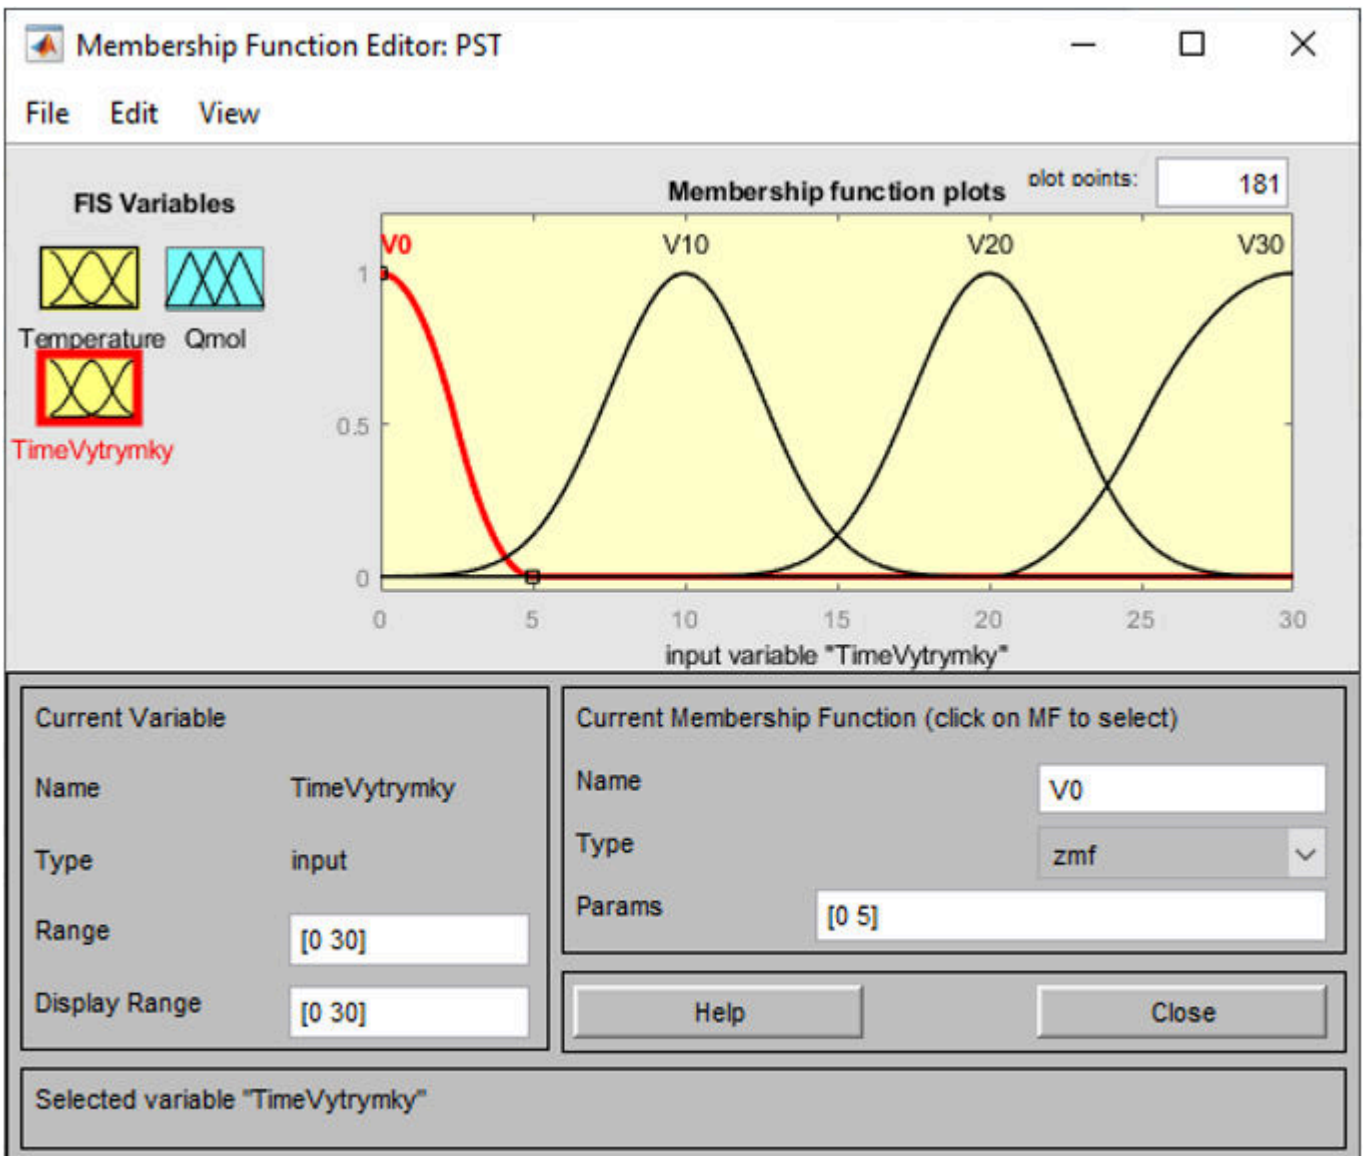 Membership Function Editor: PST
File Edit View
FIS Variables
Temperature Qmol
TimeVytrymky
Membership function plots plot points: 181
V0 V10 V20 V30
1
0.5
0
0 5 10 15 20 25 30
input variable "TimeVytrymky"
Current Variable
Name TimeVytrymky
Type input
Range [0 30]
Display Range [0 30]
Current Membership Function (click on MF to select)
Name V0
Type zmf
Params [0 5]
Help Close
Selected variable "TimeVytrymky"